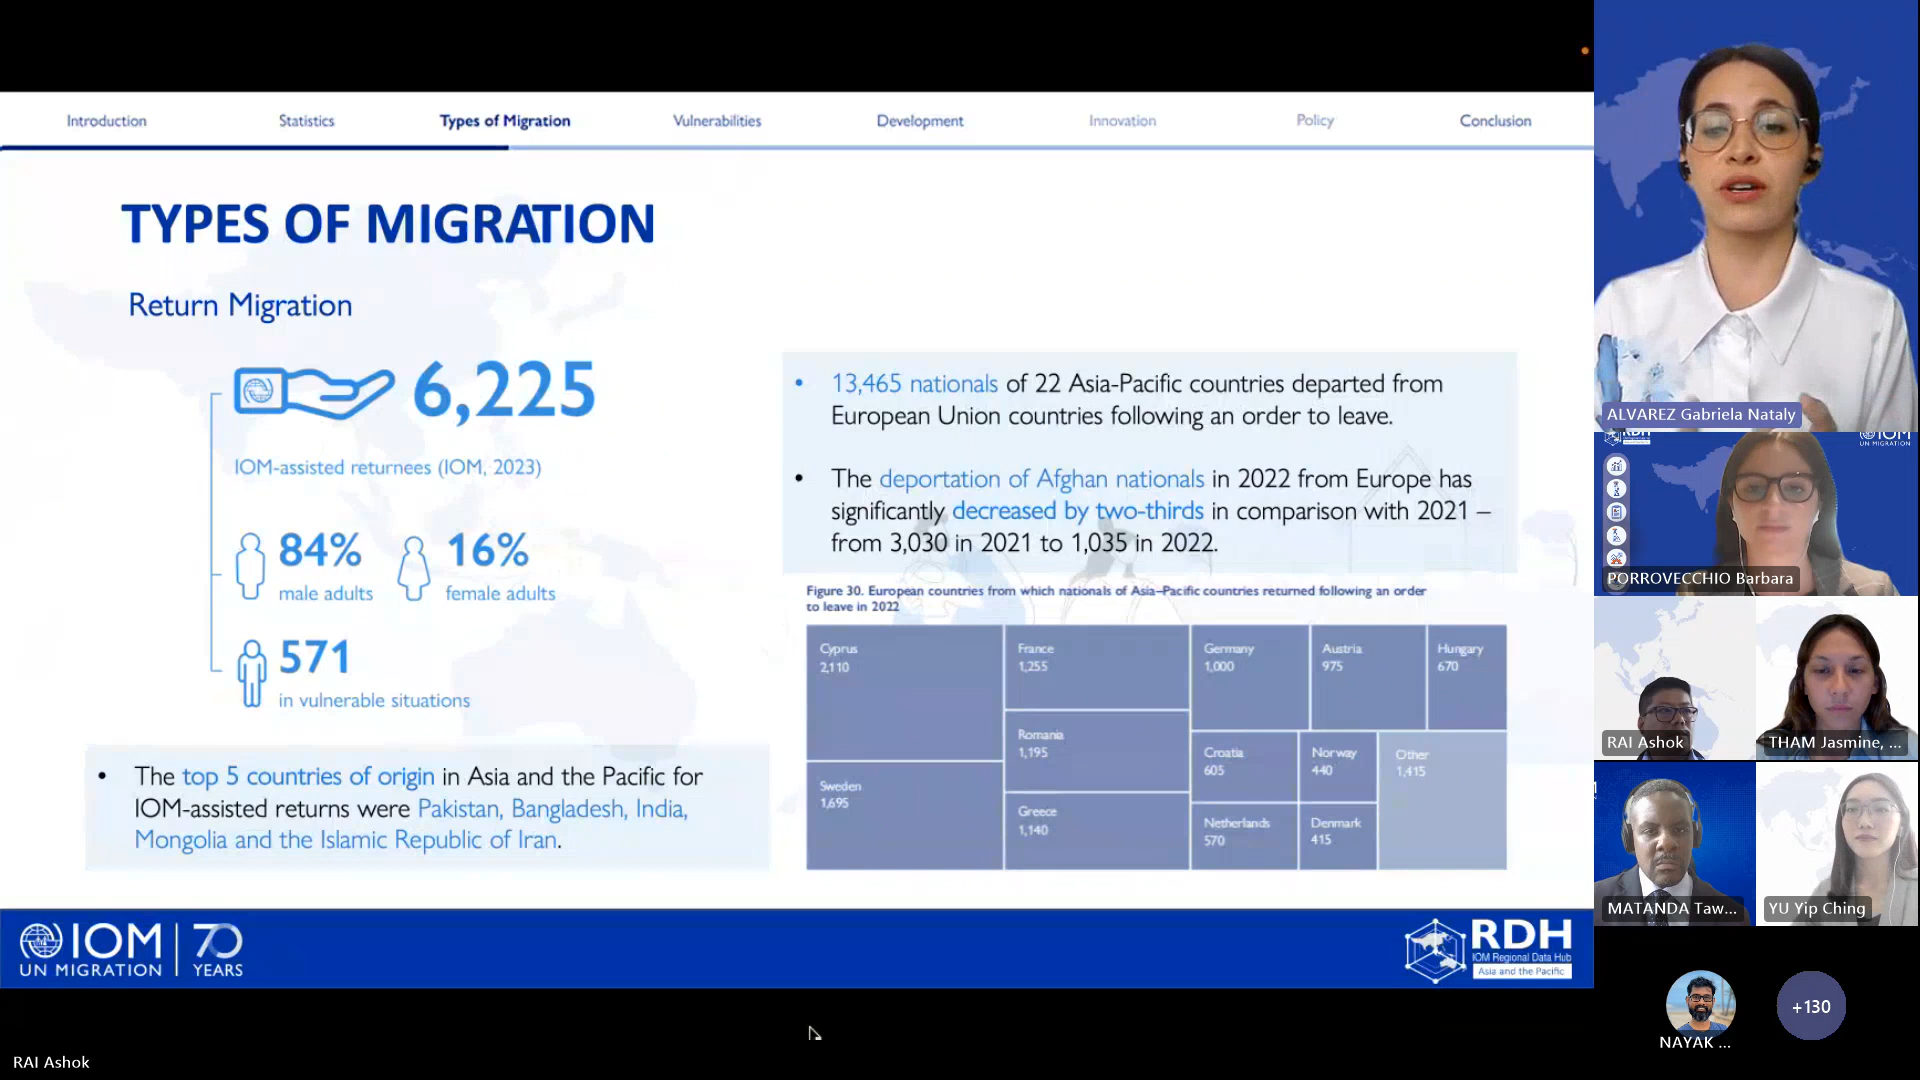 Introduction
Statistics
Types of Migration
Vulnerabilities
Development
Innovation
Policy
Conclusion
TYPES OF MIGRATION
Return Migration
6,225
IOM-assisted returnees (IOM, 2023)
84%
male adults
16%
female adults
571
in vulnerable situations
• The top 5 countries of origin in Asia and the Pacific for
IOM-assisted returns were Pakistan, Bangladesh, India,
Mongolia and the Islamic Republic of Iran.
• 13,465 nationals of 22 Asia-Pacific countries departed from
European Union countries following an order to leave.
• The deportation of Afghan nationals in 2022 from Europe has
significantly decreased by two-thirds in comparison with 2021 –
from 3,030 in 2021 to 1,035 in 2022.
Figure 30. European countries from which nationals of Asia–Pacific countries returned following an order
to leave in 2022
Cyprus
2,110
Sweden
1,695
France
1,255
Romania
1,195
Greece
1,140
Germany
1,000
Austria
975
Hungary
670
Croatia
605
Norway
440
Netherlands
570
Denmark
415
Other
1,415
IOM
UN MIGRATION
70
YEARS
RDH
IOM Regional Data Hub
Asia and the Pacific
RAI Ashok
ALVAREZ Gabriela Nataly
RDH
IOM
UN MIGRATION
PORROVECCHIO Barbara
RAI Ashok
THAM Jasmine, ...
MATANDA Taw...
YU Yip Ching
NAYAK ...
+130